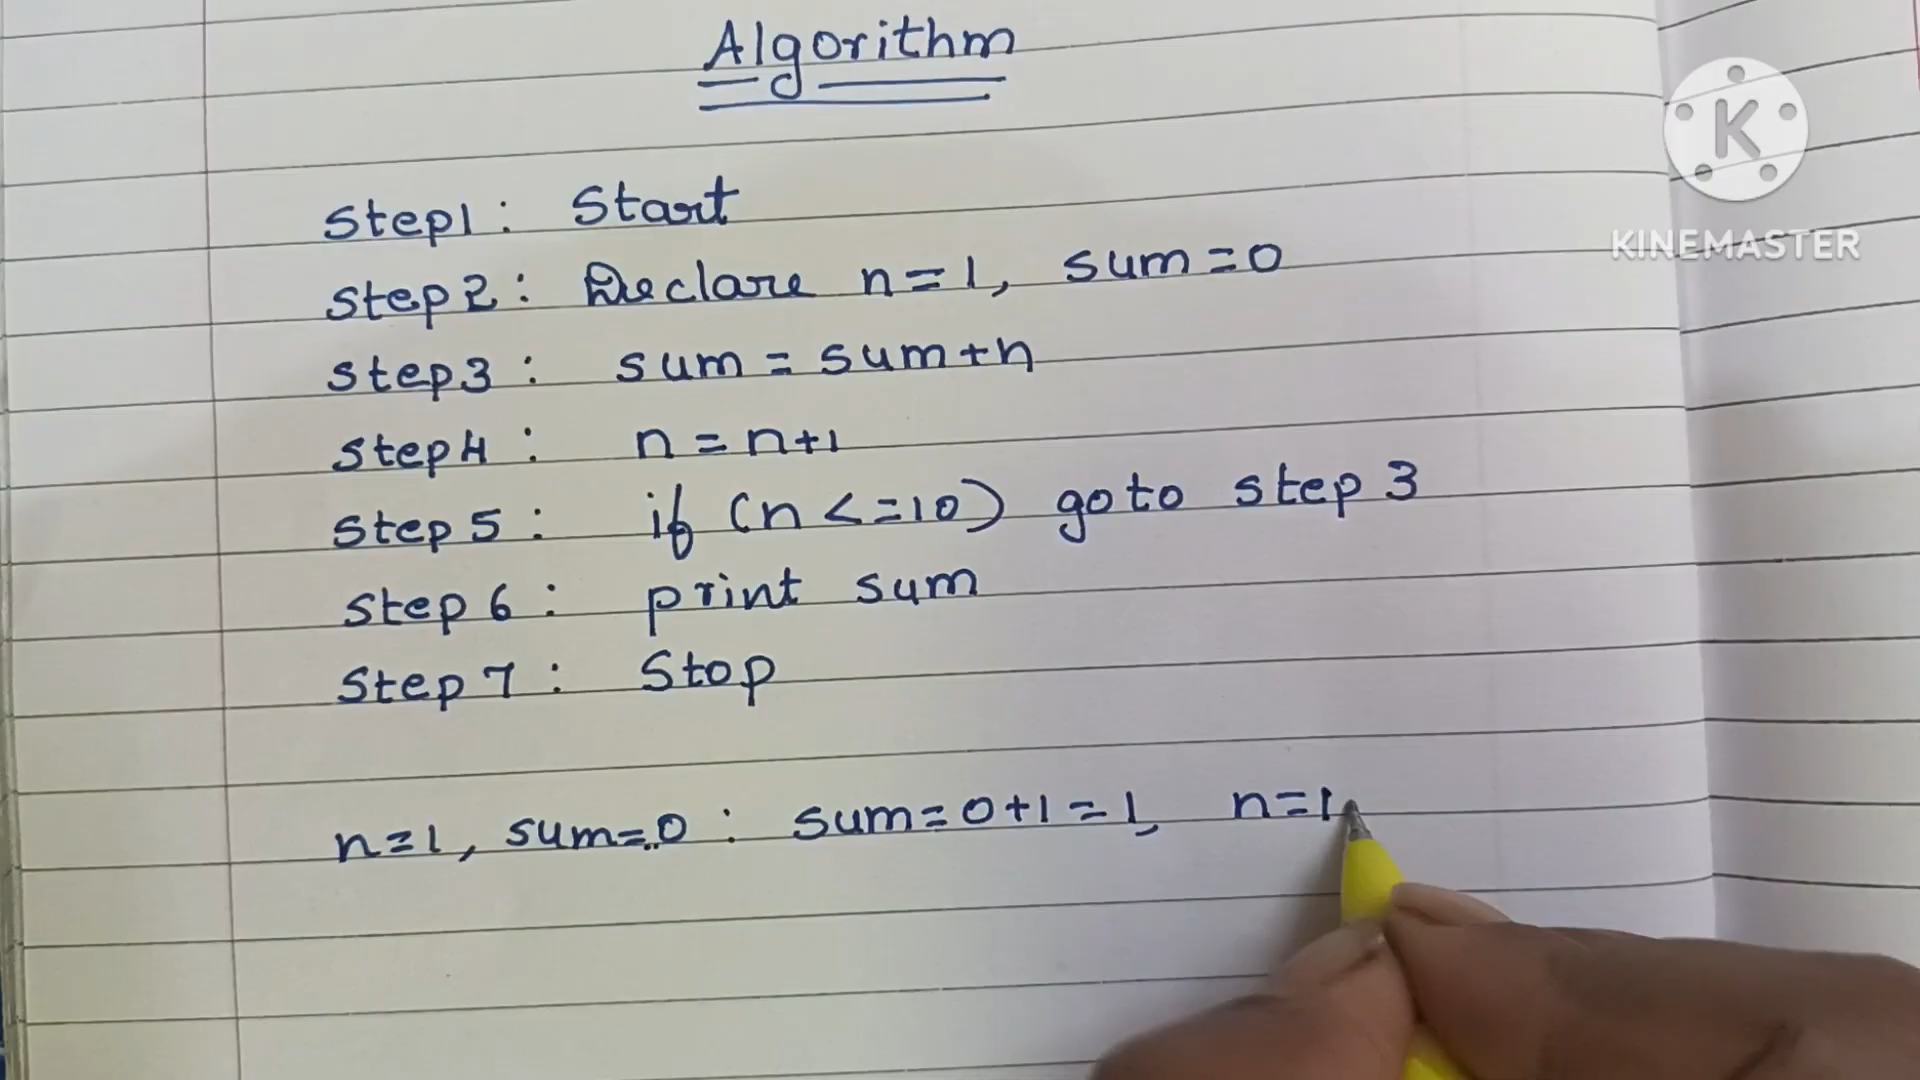 Algorithm
K
KINEMASTER
Step1: Start
Step2: Declare n=1, sum=0
Step3: sum=sum+n
Step4: n=n+1
Step5: if (n<=10) goto step 3
Step6: print sum
Step7: Stop
n=1, sum=0: sum=0+1=1, n=1